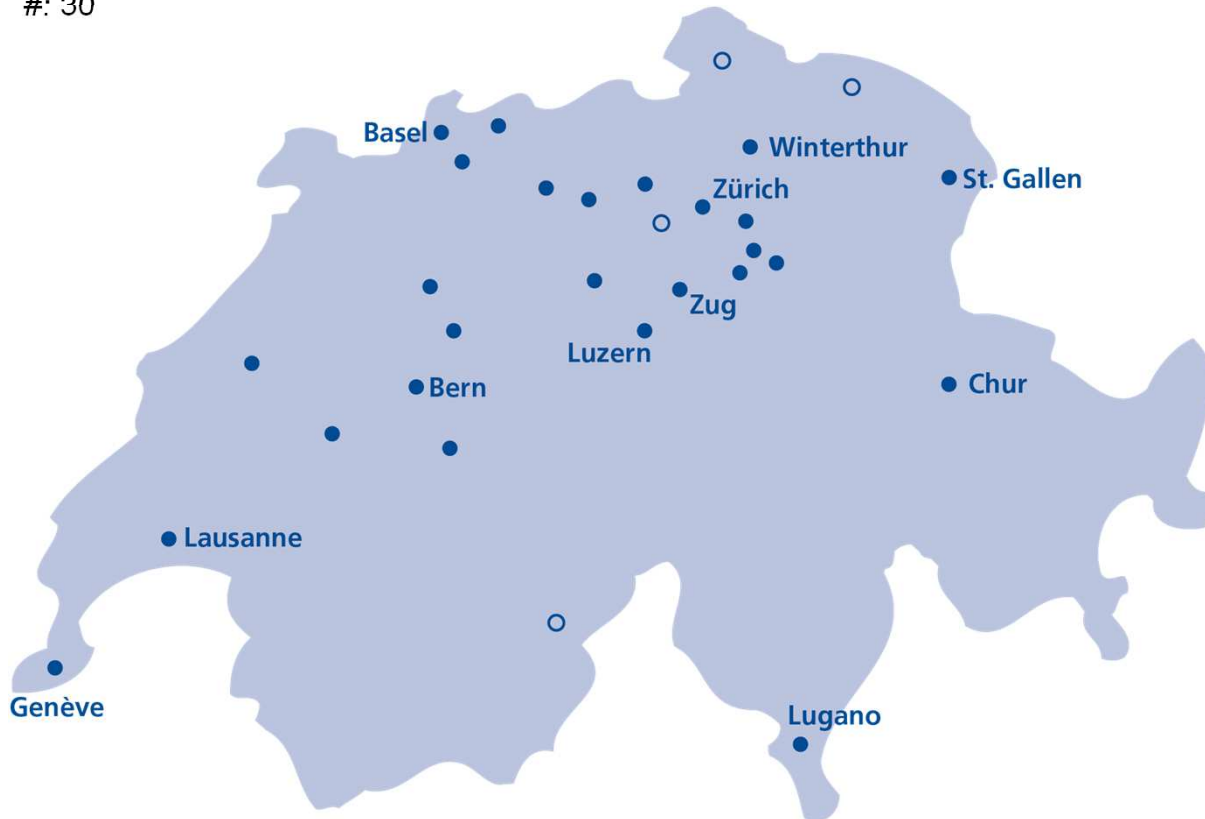 #: 30
Basel
Winterthur
St. Gallen
Zürich
Zug
Luzern
Chur
Bern
Lausanne
Genève
Lugano